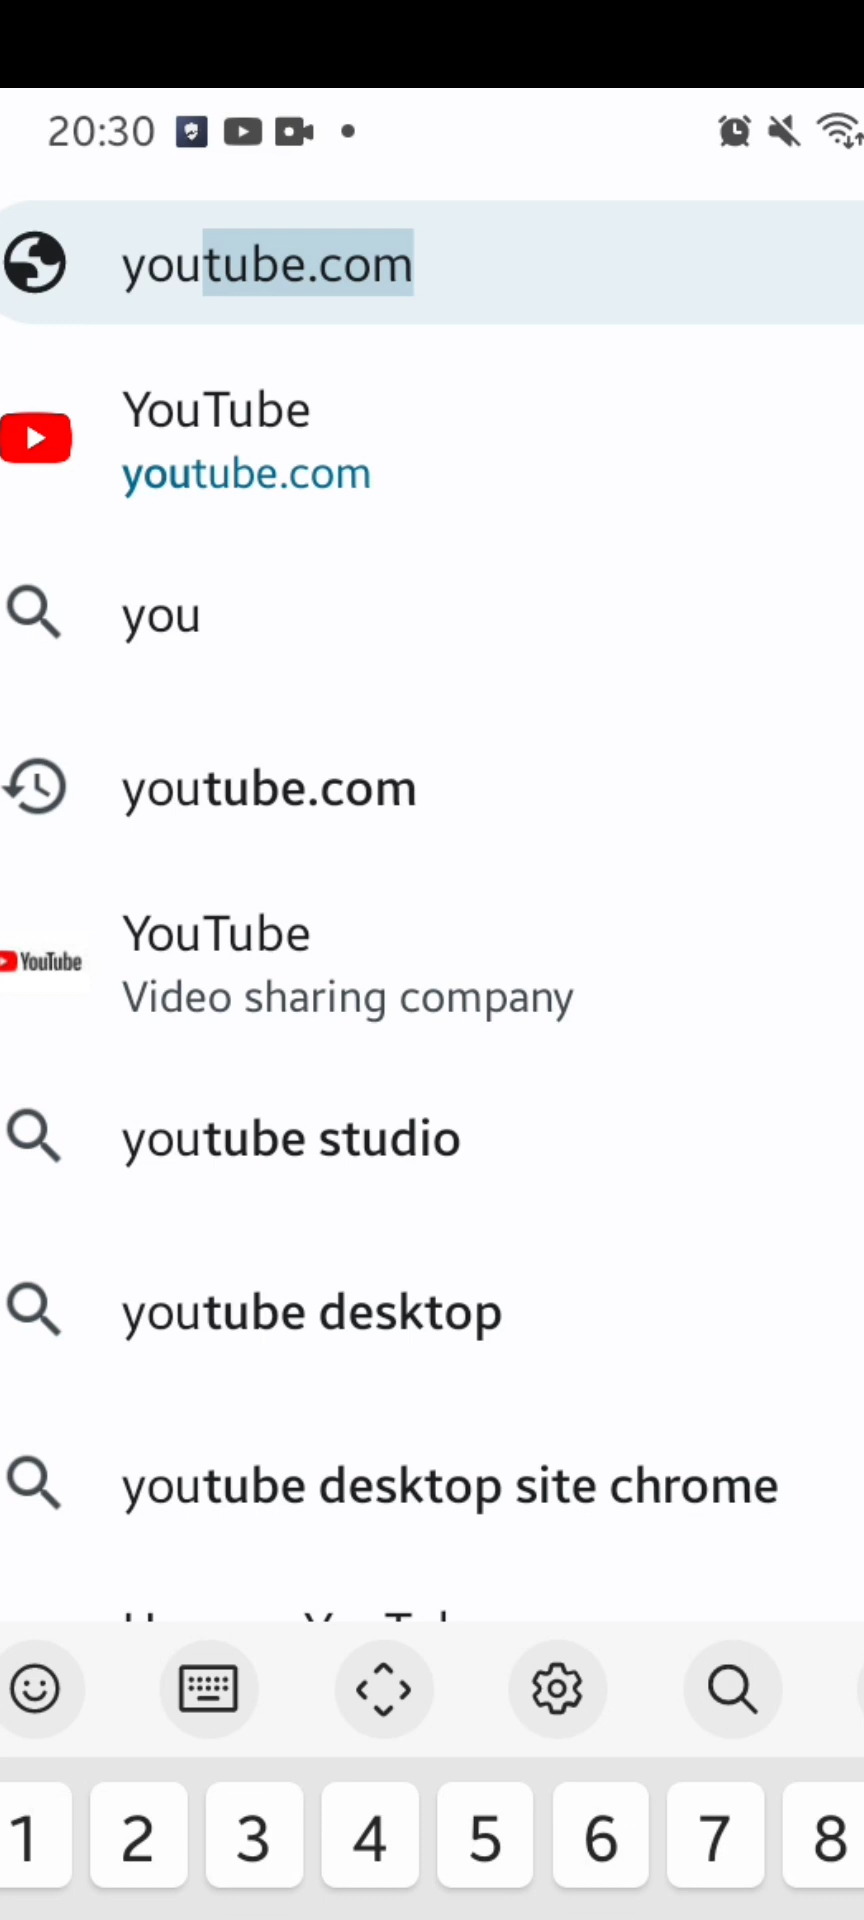 20:30
youtube.com
YouTube
youtube.com
you
youtube.com
YouTube
YouTube
Video sharing company
youtube studio
youtube desktop
youtube desktop site chrome
1 2 3 4 5 6 7 8